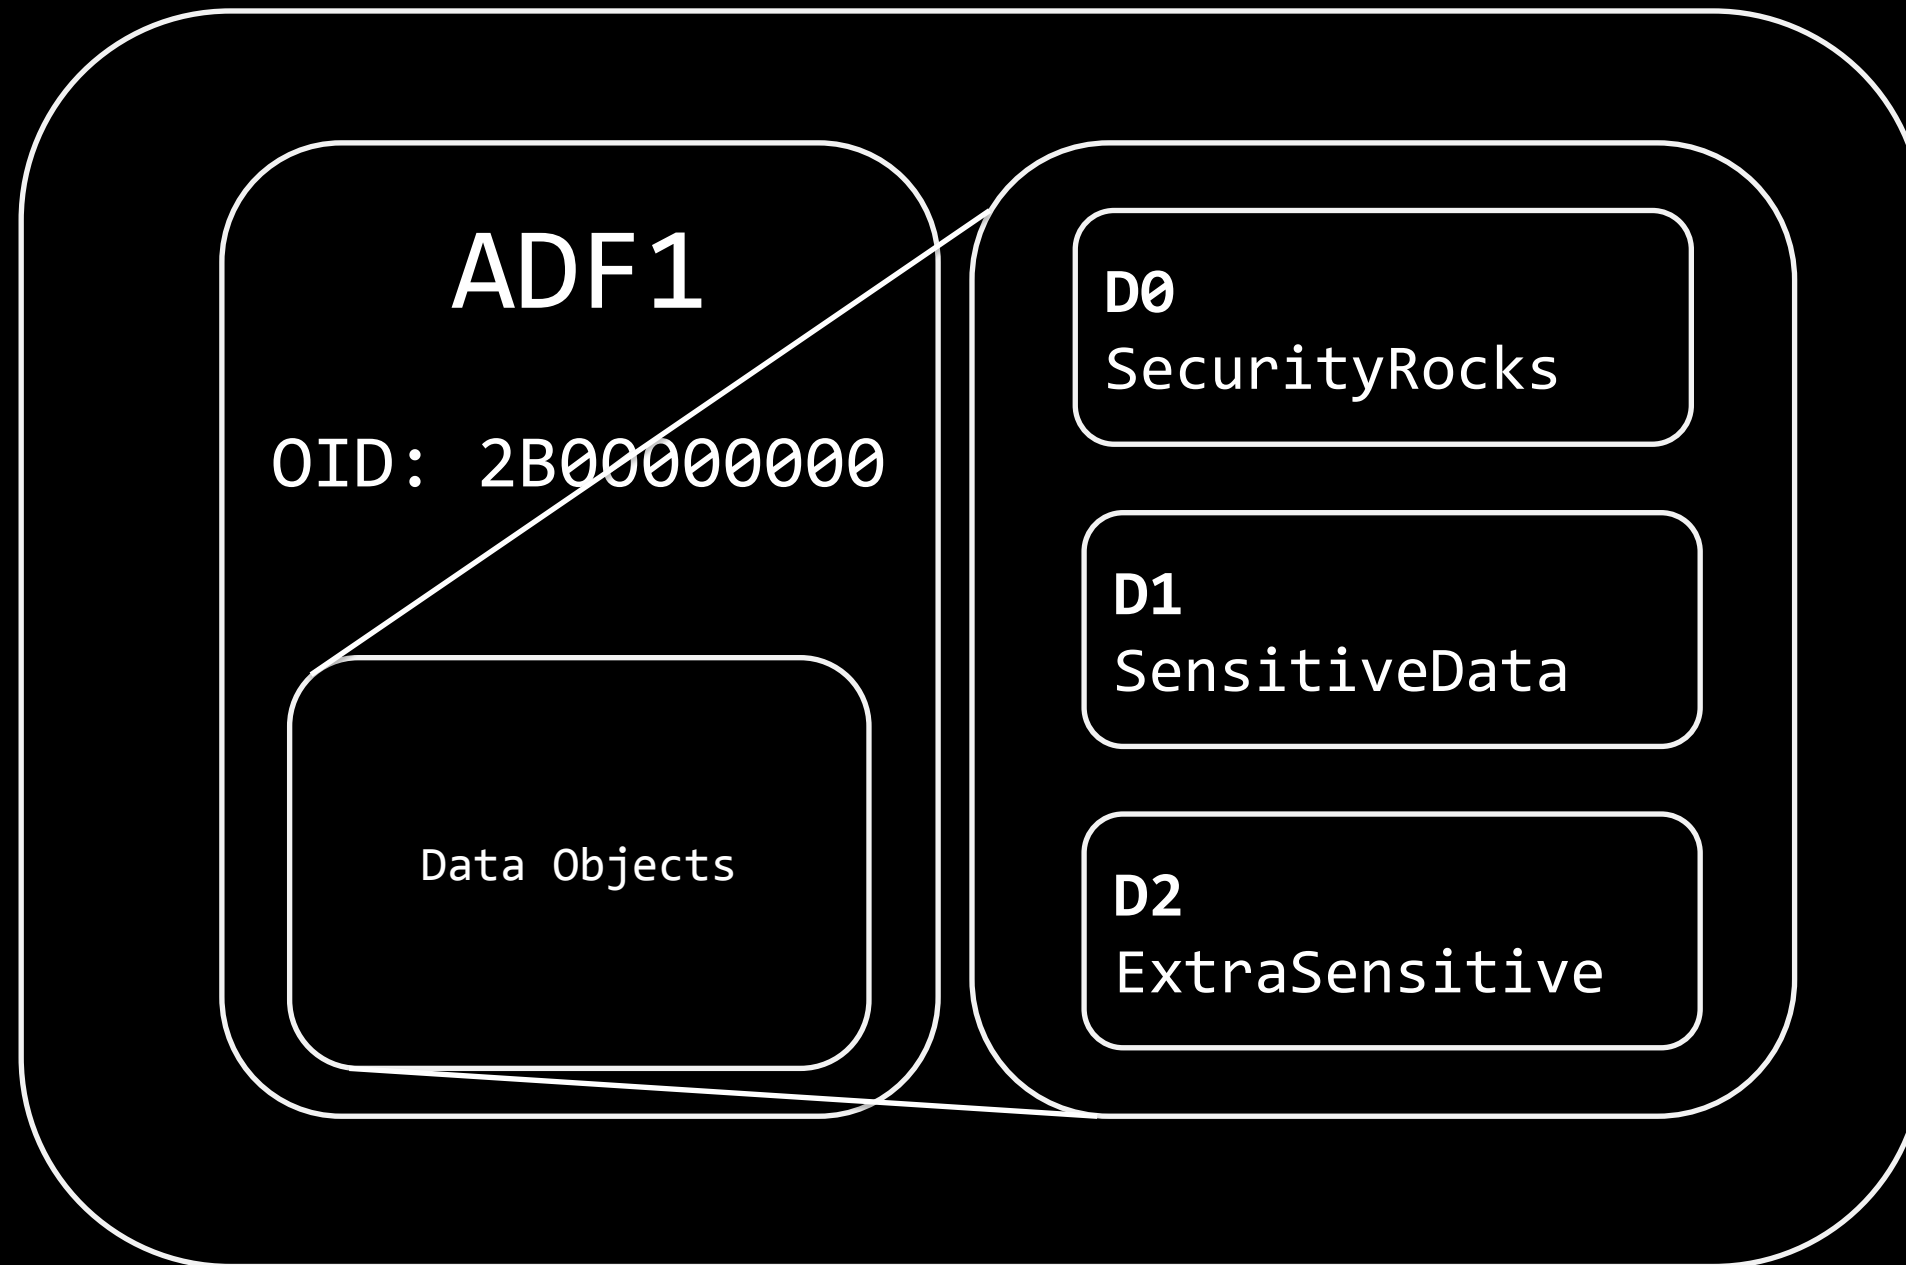 ADF1
OID: 2B00000000
Data Objects
D0
SecurityRocks
D1
SensitiveData
D2
ExtraSensitive